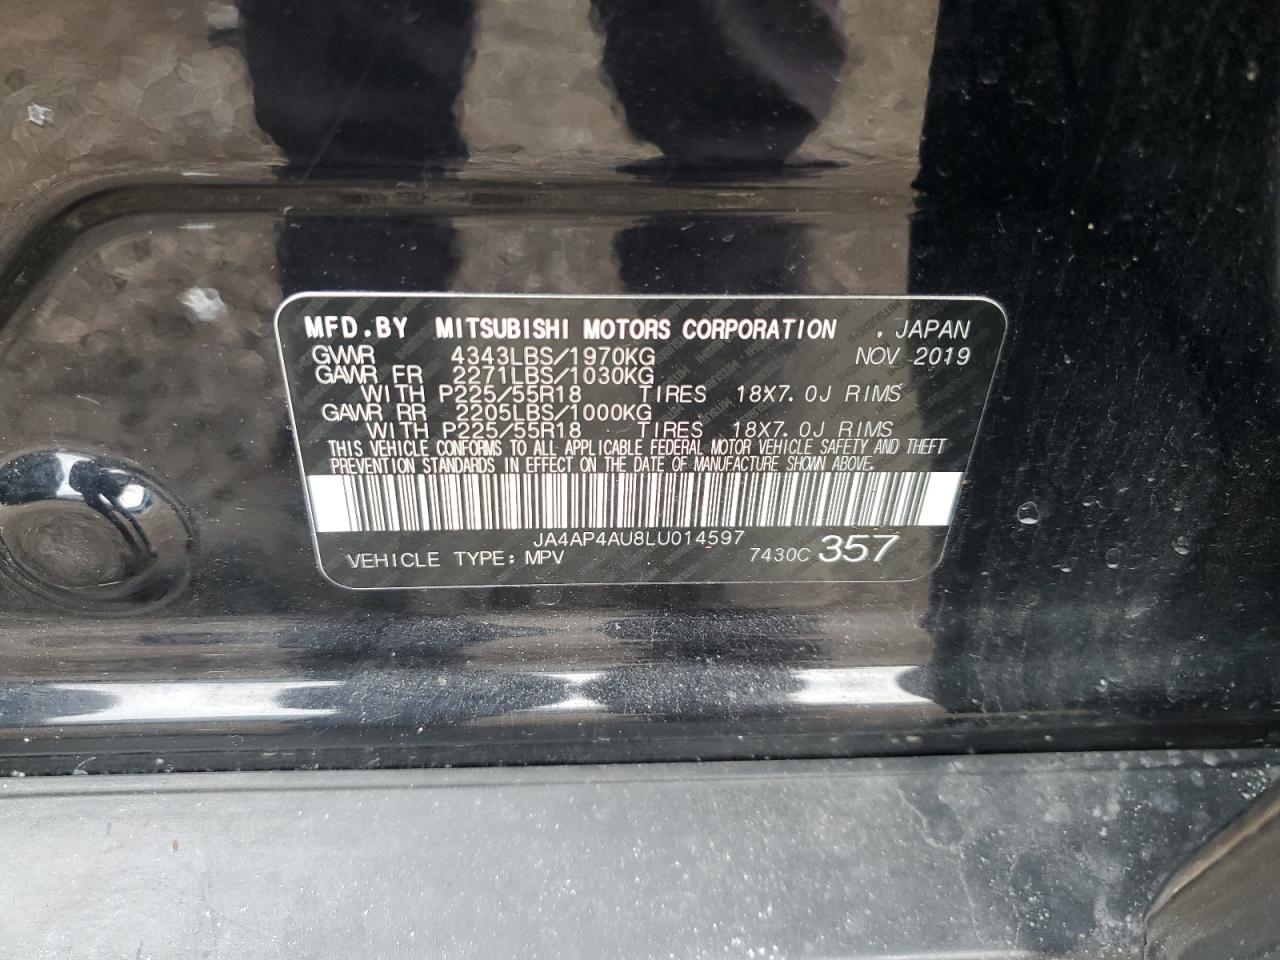 MFD.BY MITSUBISHI MOTORS CORPORATION . JAPAN
GVWR 4343LBS/1970KG NOV 2019
GAWR FR 2271LBS/1030KG
WITH P225/55R18 TIRES 18X7.0J RIMS
GAWR RR 2205LBS/1000KG
WITH P225/55R18 TIRES 18X7.0J RIMS
THIS VEHICLE CONFORMS TO ALL APPLICABLE FEDERAL MOTOR VEHICLE SAFETY AND THEFT
PREVENTION STANDARDS IN EFFECT ON THE DATE OF MANUFACTURE SHOWN ABOVE.
JA4AP4AU8LU014597
VEHICLE TYPE: MPV 7430C 357